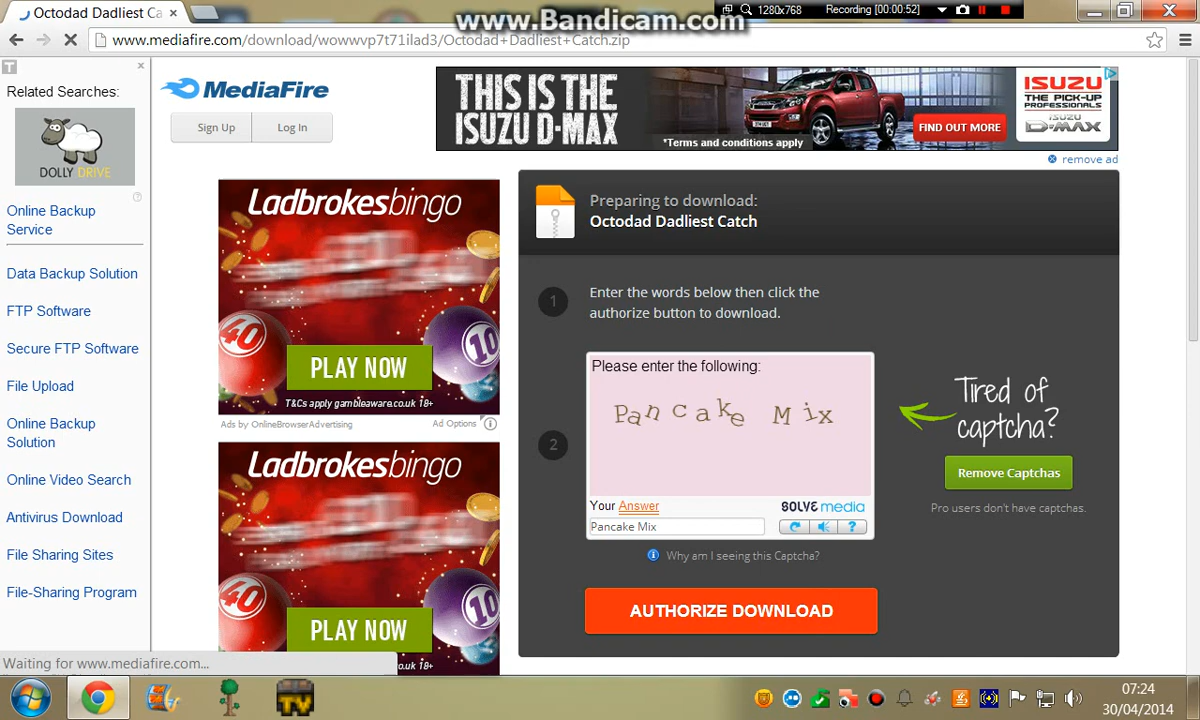 Octodad Dadliest Ca
www.Bandicam.com
1280x768
Recording [00:00:52]
www.mediafire.com/download/wowwvp7t71ilad3/Octodad+Dadliest+Catch.zip
T
Related Searches:
DOLLY DRIVE
Online Backup
Service
Data Backup Solution
FTP Software
Secure FTP Software
File Upload
Online Backup
Solution
Online Video Search
Antivirus Download
File Sharing Sites
File-Sharing Program
MediaFire
Sign Up
Log In
THIS IS THE
ISUZU D-MAX
*Terms and conditions apply
FIND OUT MORE
ISUZU
THE PICK-UP
PROFESSIONALS
ISUZU
D-MAX
remove ad
Ladbrokesbingo
40
10
PLAY NOW
T&Cs apply gambleaware.co.uk 18+
Ads by OnlineBrowserAdvertising
Ad Options
Ladbrokesbingo
40
10
PLAY NOW
.co.uk 18+
Preparing to download:
Octodad Dadliest Catch
1
Enter the words below then click the
authorize button to download.
2
Please enter the following:
Pancake Mix
Your Answer
SOLVE media
Pancake Mix
?
Why am I seeing this Captcha?
AUTHORIZE DOWNLOAD
Tired of
captcha?
Remove Captchas
Pro users don't have captchas.
Waiting for www.mediafire.com...
TV
07:24
30/04/2014